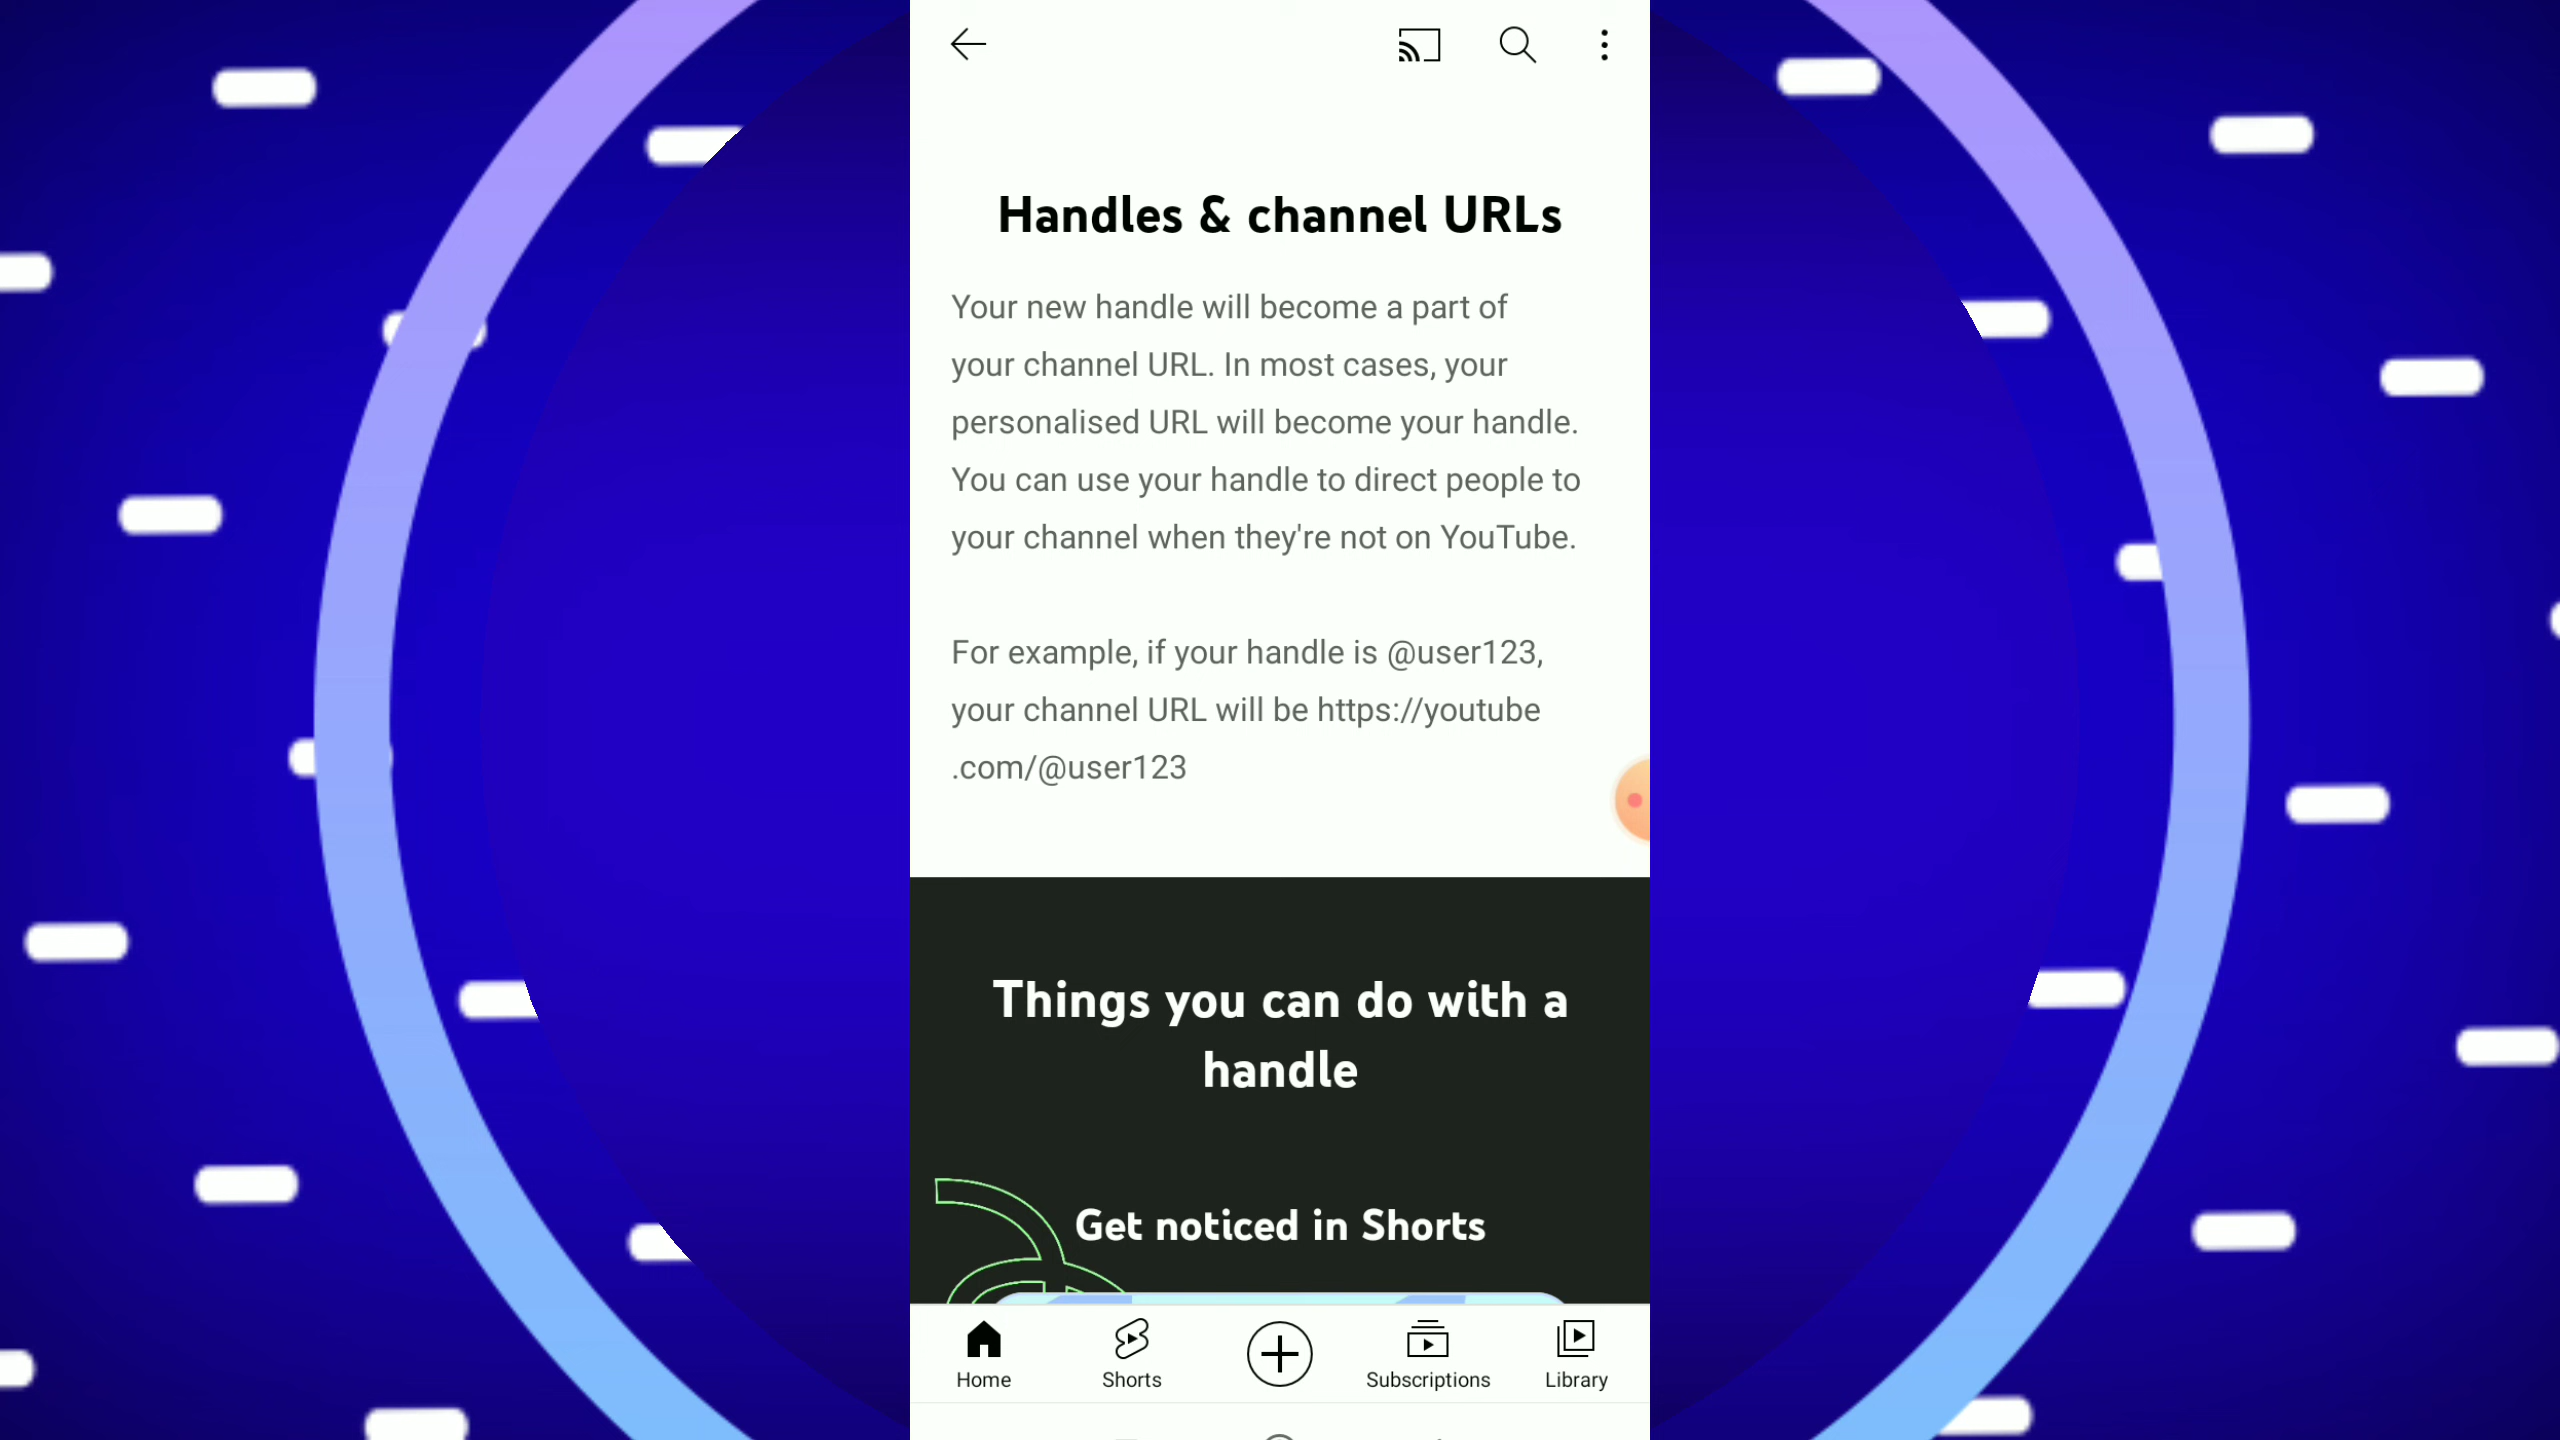 Handles & channel URLs
Your new handle will become a part of
your channel URL. In most cases, your
personalised URL will become your handle.
You can use your handle to direct people to
your channel when they're not on YouTube.
For example, if your handle is @user123,
your channel URL will be https://youtube
.com/@user123
Things you can do with a
handle
Get noticed in Shorts
Home Shorts Subscriptions Library